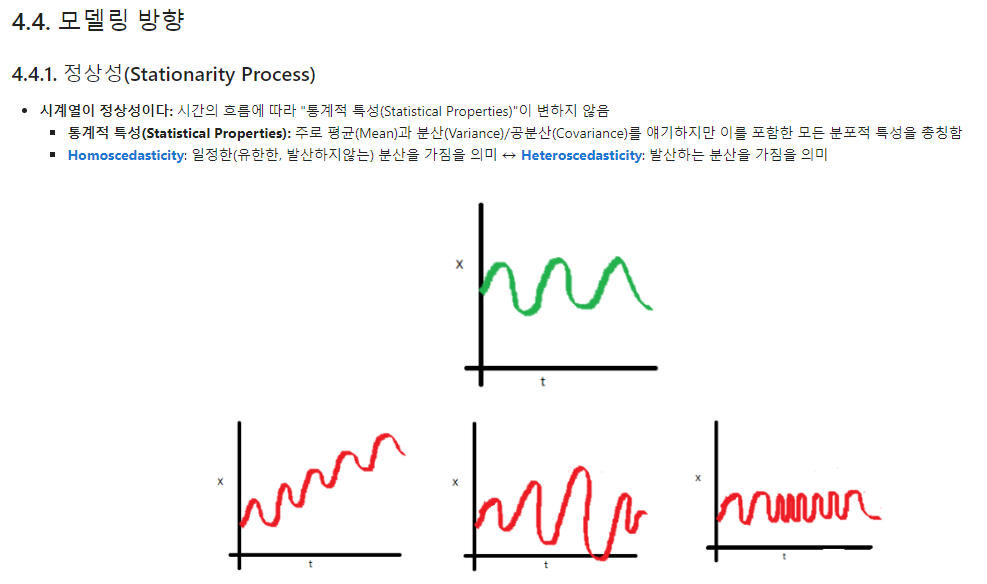 4.4. 모델링 방향
4.4.1. 정상성(Stationarity Process)
• 시계열이 정상성이다: 시간의 흐름에 따라 "통계적 특성(Statistical Properties)"이 변하지 않음
▪ 통계적 특성(Statistical Properties): 주로 평균(Mean)과 분산(Variance)/공분산(Covariance)를 얘기하지만 이를 포함한 모든 분포적 특성을 총칭함
▪ Homoscedasticity: 일정한(유한한, 발산하지않는) 분산을 가짐을 의미 ↔ Heteroscedasticity: 발산하는 분산을 가짐을 의미
x
t
x
t
x
t
x
t